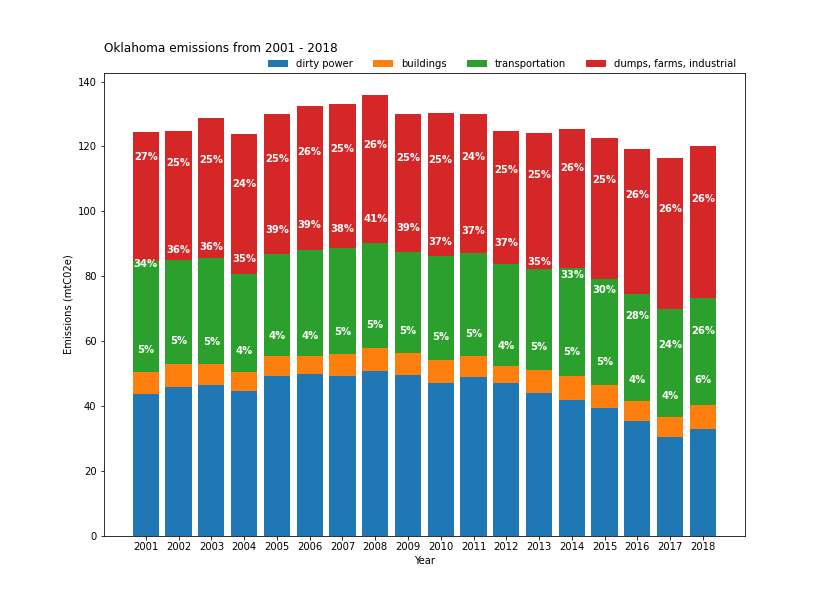 Oklahoma emissions from 2001 - 2018
dirty power buildings transportation dumps, farms, industrial
140
120
100
80
60
40
20
0
Emissions (mtC02e)
27% 25% 25% 24% 25% 26% 25% 26% 25% 25% 24% 25% 25% 26% 25% 26% 26% 26%
34% 36% 36% 35% 39% 39% 38% 41% 39% 37% 37% 37% 35% 33% 30% 28% 24% 26%
5% 5% 5% 4% 4% 4% 5% 5% 5% 5% 5% 4% 5% 5% 5% 4% 4% 6%
2001 2002 2003 2004 2005 2006 2007 2008 2009 2010 2011 2012 2013 2014 2015 2016 2017 2018
Year